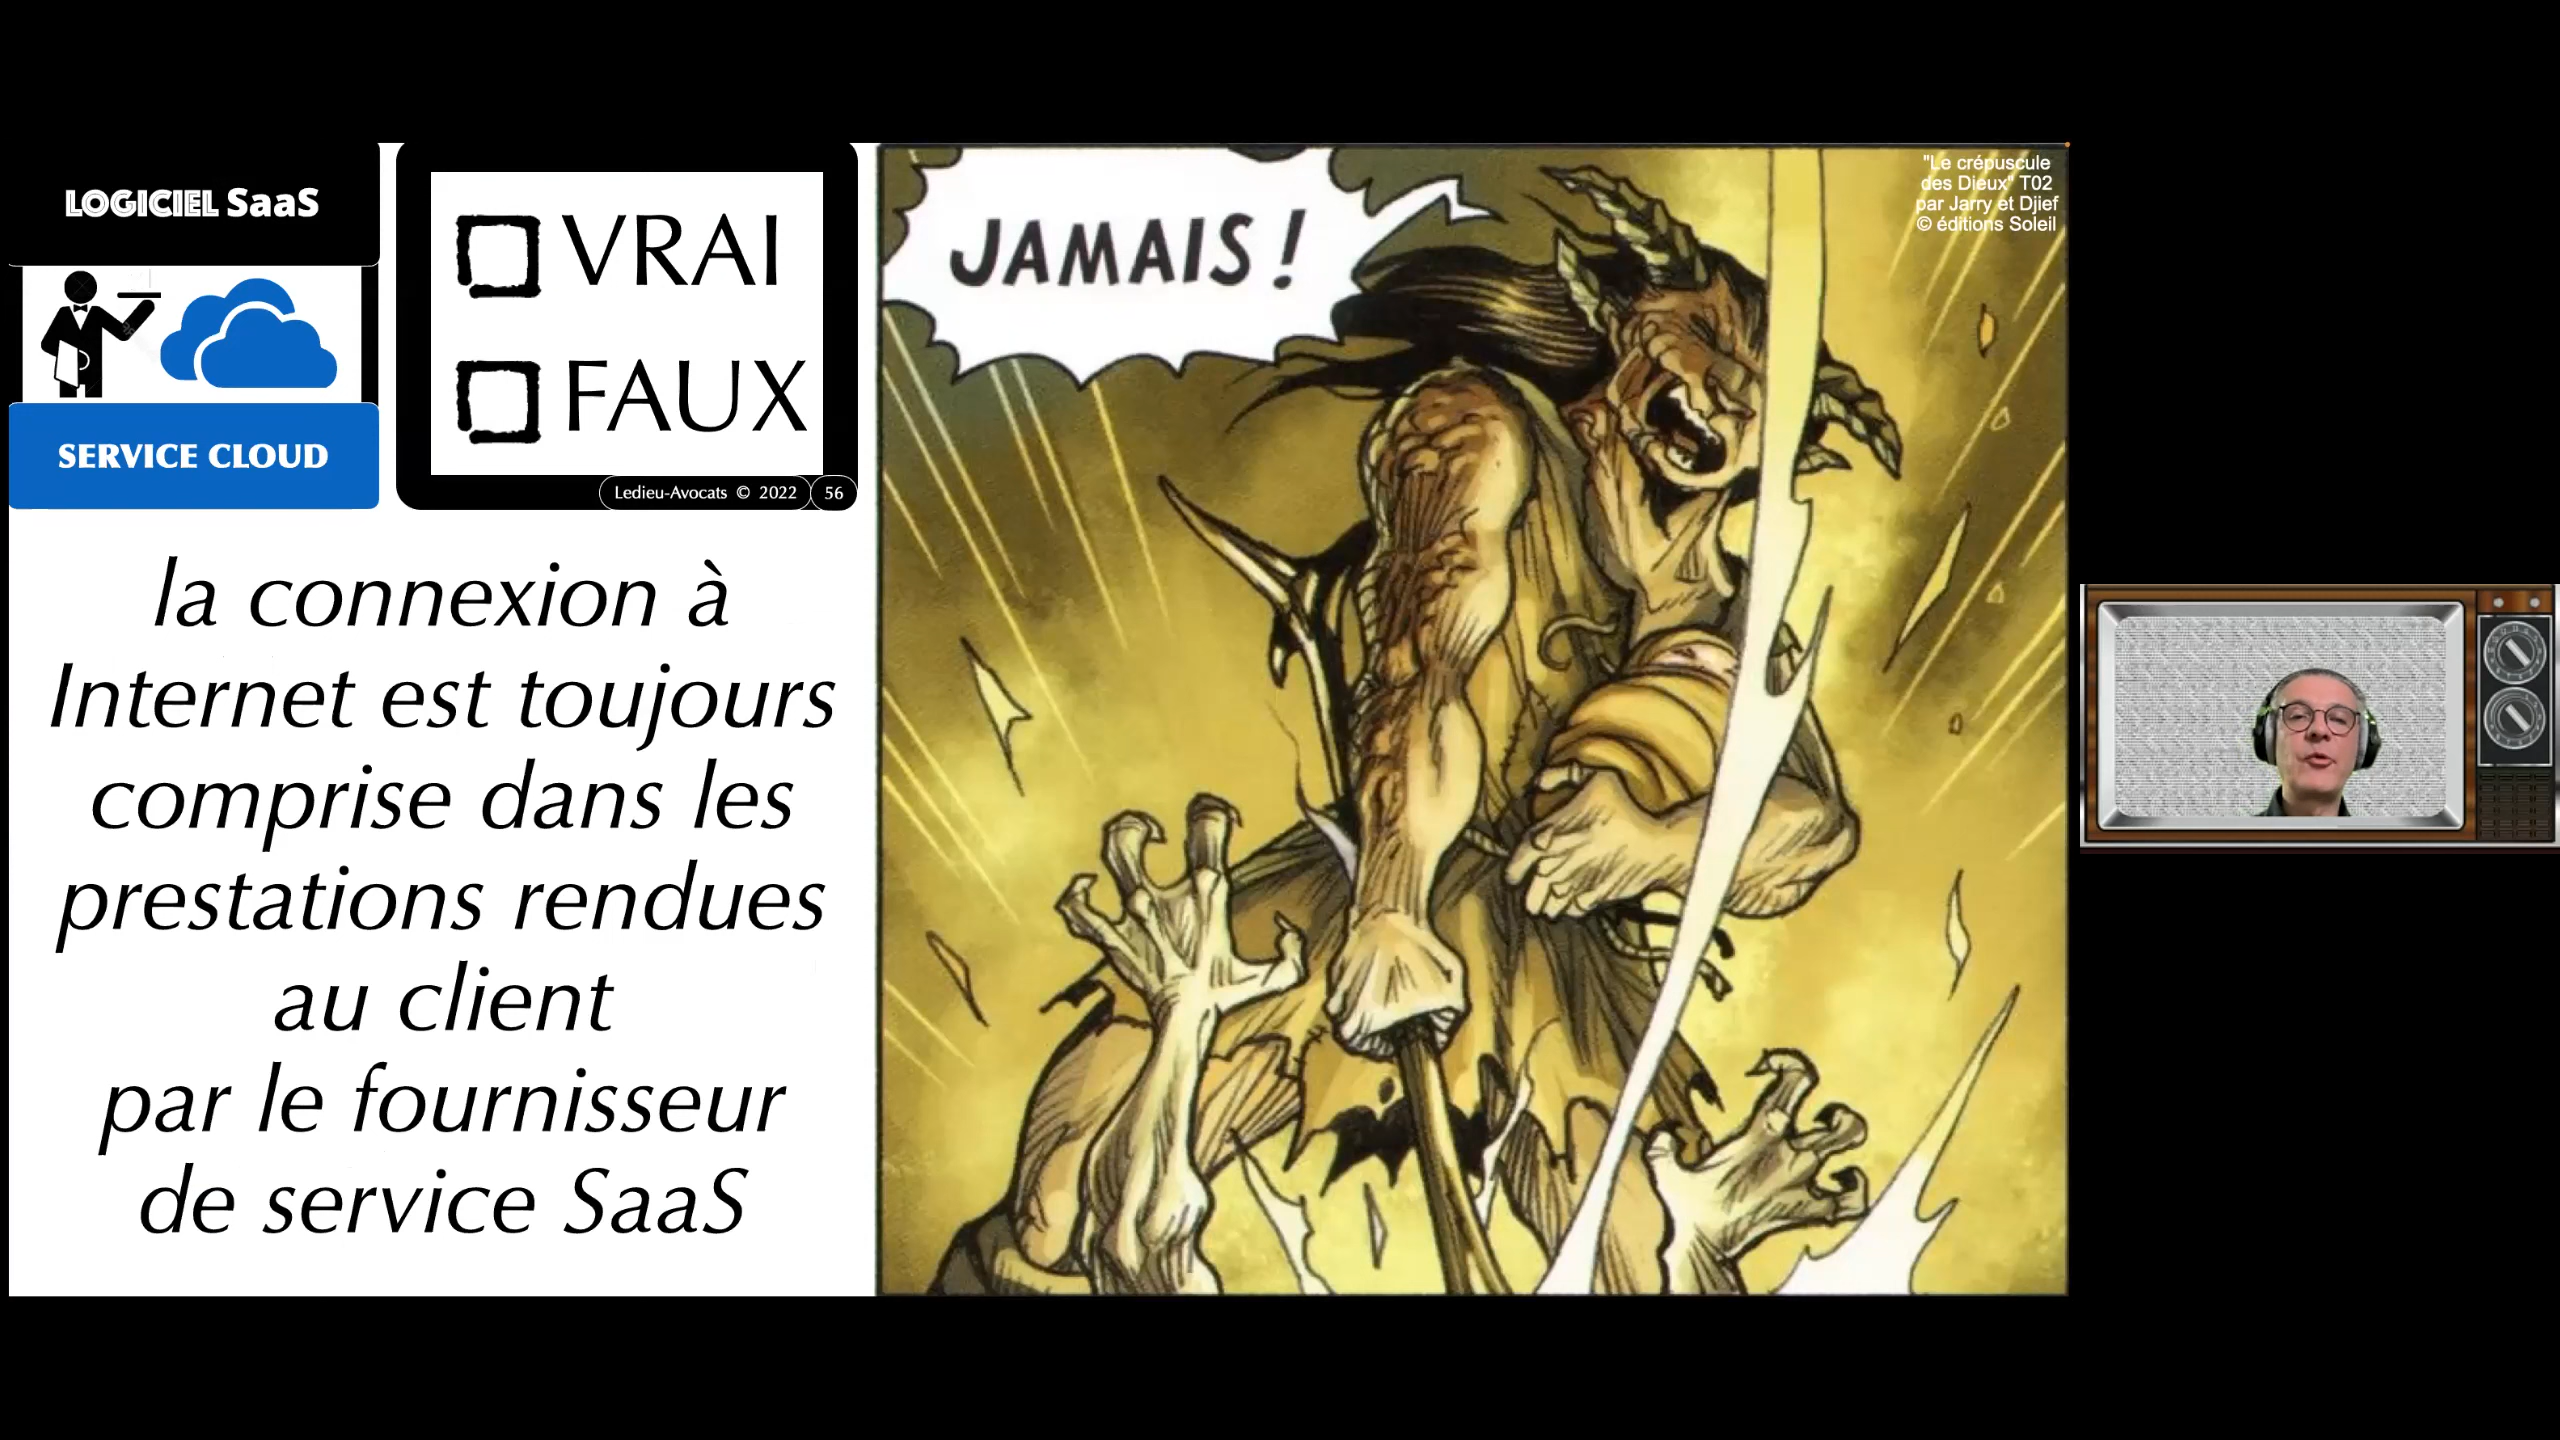 LOGICIEL SaaS
SERVICE CLOUD
VRAI
FAUX
Ledieu-Avocats © 2022 56
la connexion à
Internet est toujours
comprise dans les
prestations rendues
au client
par le fournisseur
de service SaaS
JAMAIS !
"Le crépuscule
des Dieux" T02
par Jarry et Djief
© éditions Soleil